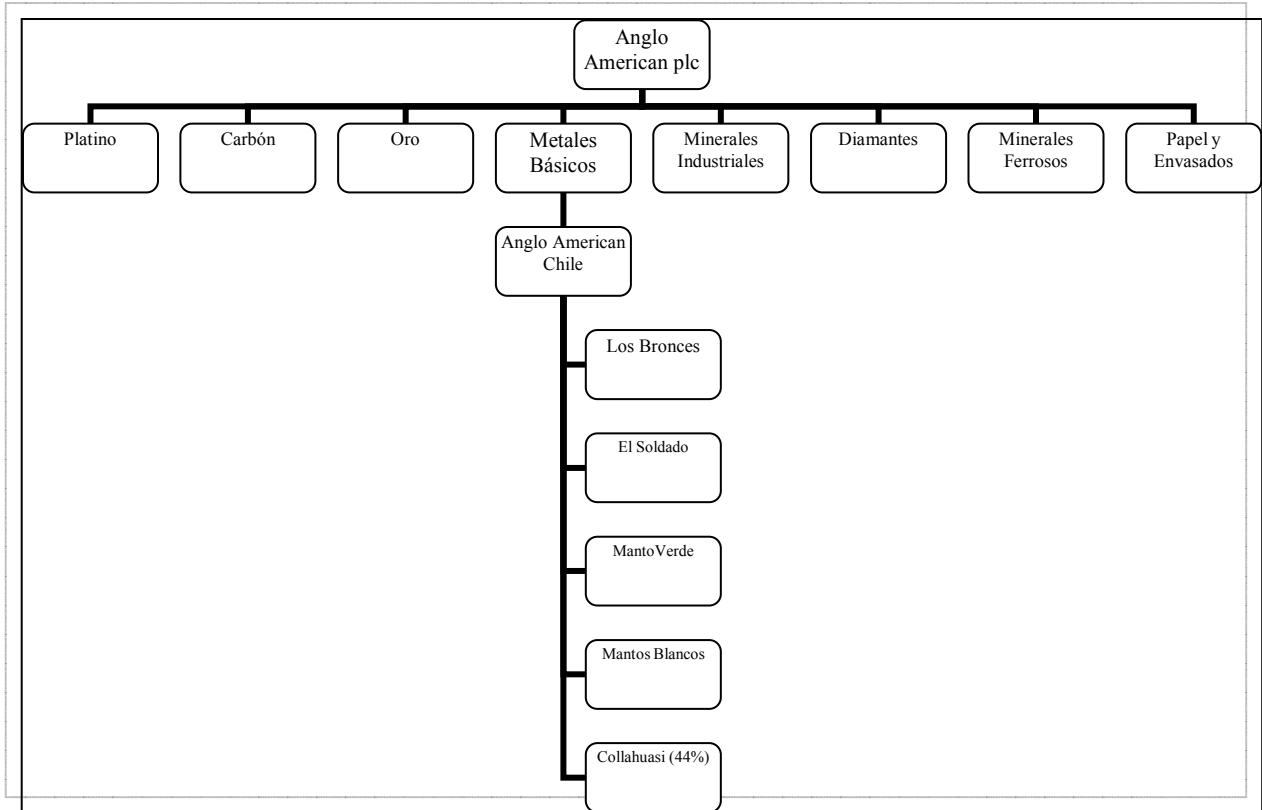 Anglo
American plc
Platino
Carbón
Oro
Metales
Básicos
Minerales
Industriales
Diamantes
Minerales
Ferrosos
Papel y
Envasados
Anglo American
Chile
Los Bronces
El Soldado
MantoVerde
Mantos Blancos
Collahuasi (44%)